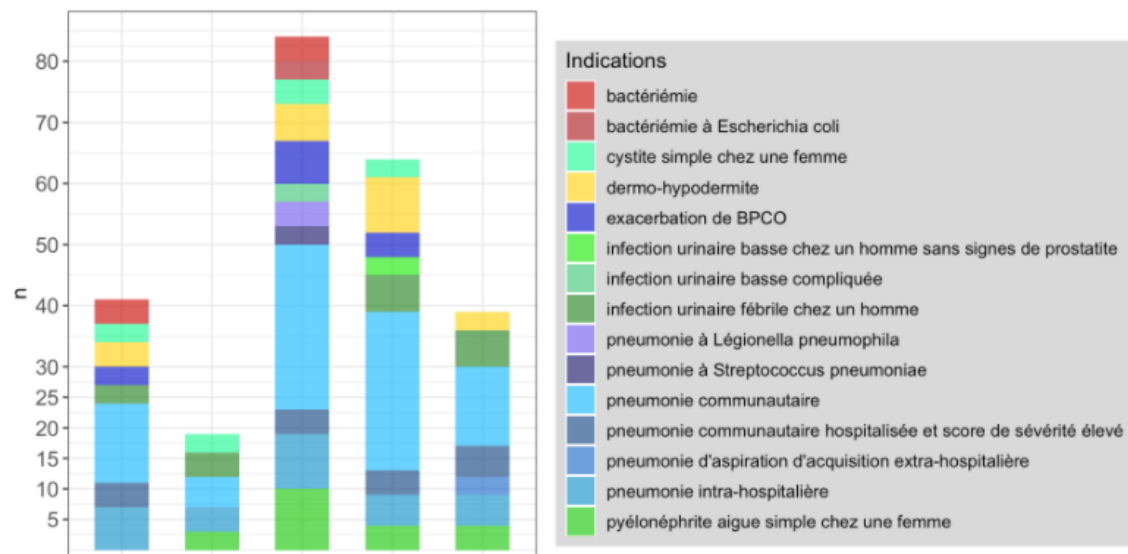 80
70
60
50
40
30
25
20
15
10
5
n
Indications
bactériémie
bactériémie à Escherichia coli
cystite simple chez une femme
dermo-hypodermite
exacerbation de BPCO
infection urinaire basse chez un homme sans signes de prostatite
infection urinaire basse compliquée
infection urinaire fébrile chez un homme
pneumonie à Légionella pneumophila
pneumonie à Streptococcus pneumoniae
pneumonie communautaire
pneumonie communautaire hospitalisée et score de sévérité élevé
pneumonie d'aspiration d'acquisition extra-hospitalière
pneumonie intra-hospitalière
pyélonéphrite aigue simple chez une femme